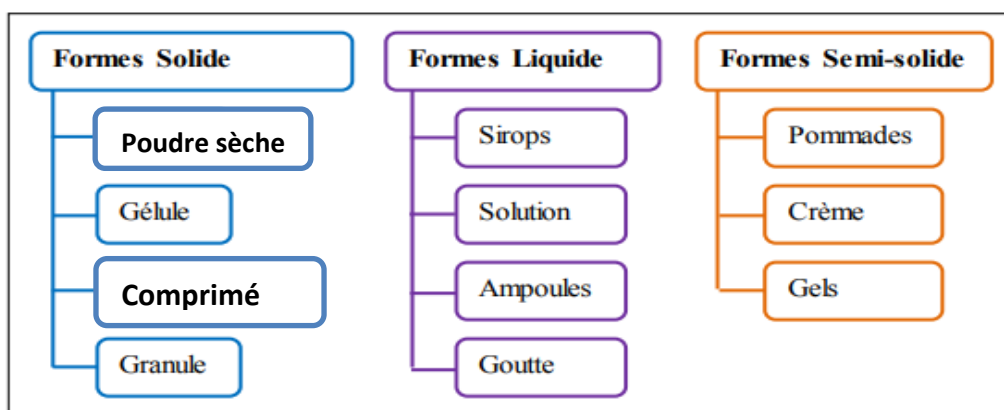 Formes Solide
Poudre sèche
Gélule
Comprimé
Granule
Formes Liquide
Sirops
Solution
Ampoules
Goutte
Formes Semi-solide
Pommades
Crème
Gels